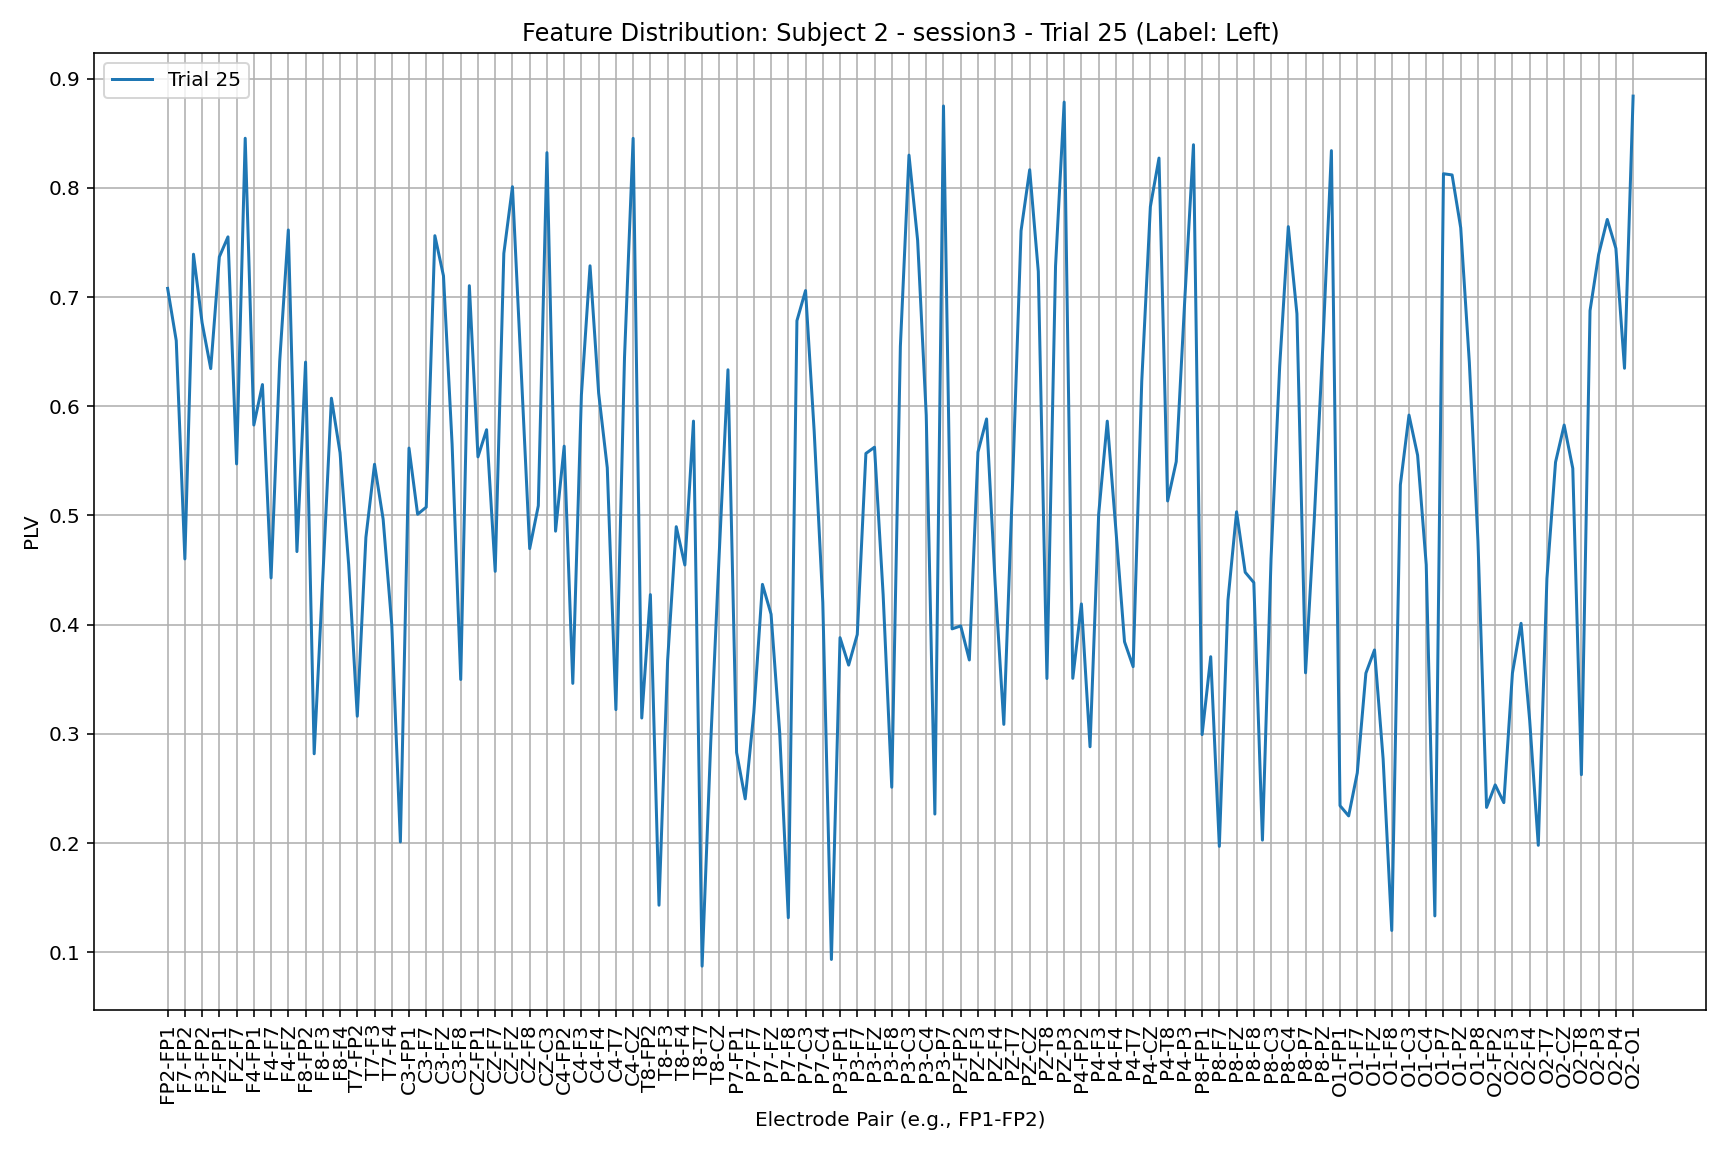 Feature Distribution: Subject 2 - session3 - Trial 25 (Label: Left)
Trial 25
PLV
0.9
0.8
0.7
0.6
0.5
0.4
0.3
0.2
0.1
FP2-FP1
F7-FP2
F3-FP2
FZ-FP1
FZ-F7
F4-FP1
F4-F7
F4-FZ
F8-FP2
F8-F3
F8-F4
T7-FP2
T7-F3
T7-F4
C3-FP1
C3-F7
C3-FZ
C3-F8
CZ-FP1
CZ-F7
CZ-FZ
CZ-F8
CZ-C3
C4-FP2
C4-F3
C4-F4
C4-T7
C4-CZ
T8-FP2
T8-F3
T8-F4
T8-T7
T8-CZ
P7-FP1
P7-F7
P7-FZ
P7-F8
P7-C3
P7-C4
P3-FP1
P3-F7
P3-FZ
P3-F8
P3-C3
P3-C4
P3-P7
PZ-FP2
PZ-F3
PZ-F4
PZ-T7
PZ-CZ
PZ-T8
PZ-P3
P4-FP2
P4-F3
P4-F4
P4-T7
P4-CZ
P4-T8
P4-P3
P8-FP1
P8-F7
P8-FZ
P8-F8
P8-C3
P8-C4
P8-P7
P8-PZ
O1-FP1
O1-F7
O1-FZ
O1-F8
O1-C3
O1-C4
O1-P7
O1-PZ
O1-P8
O2-FP2
O2-F3
O2-F4
O2-T7
O2-CZ
O2-T8
O2-P3
O2-P4
O2-O1
Electrode Pair (e.g., FP1-FP2)